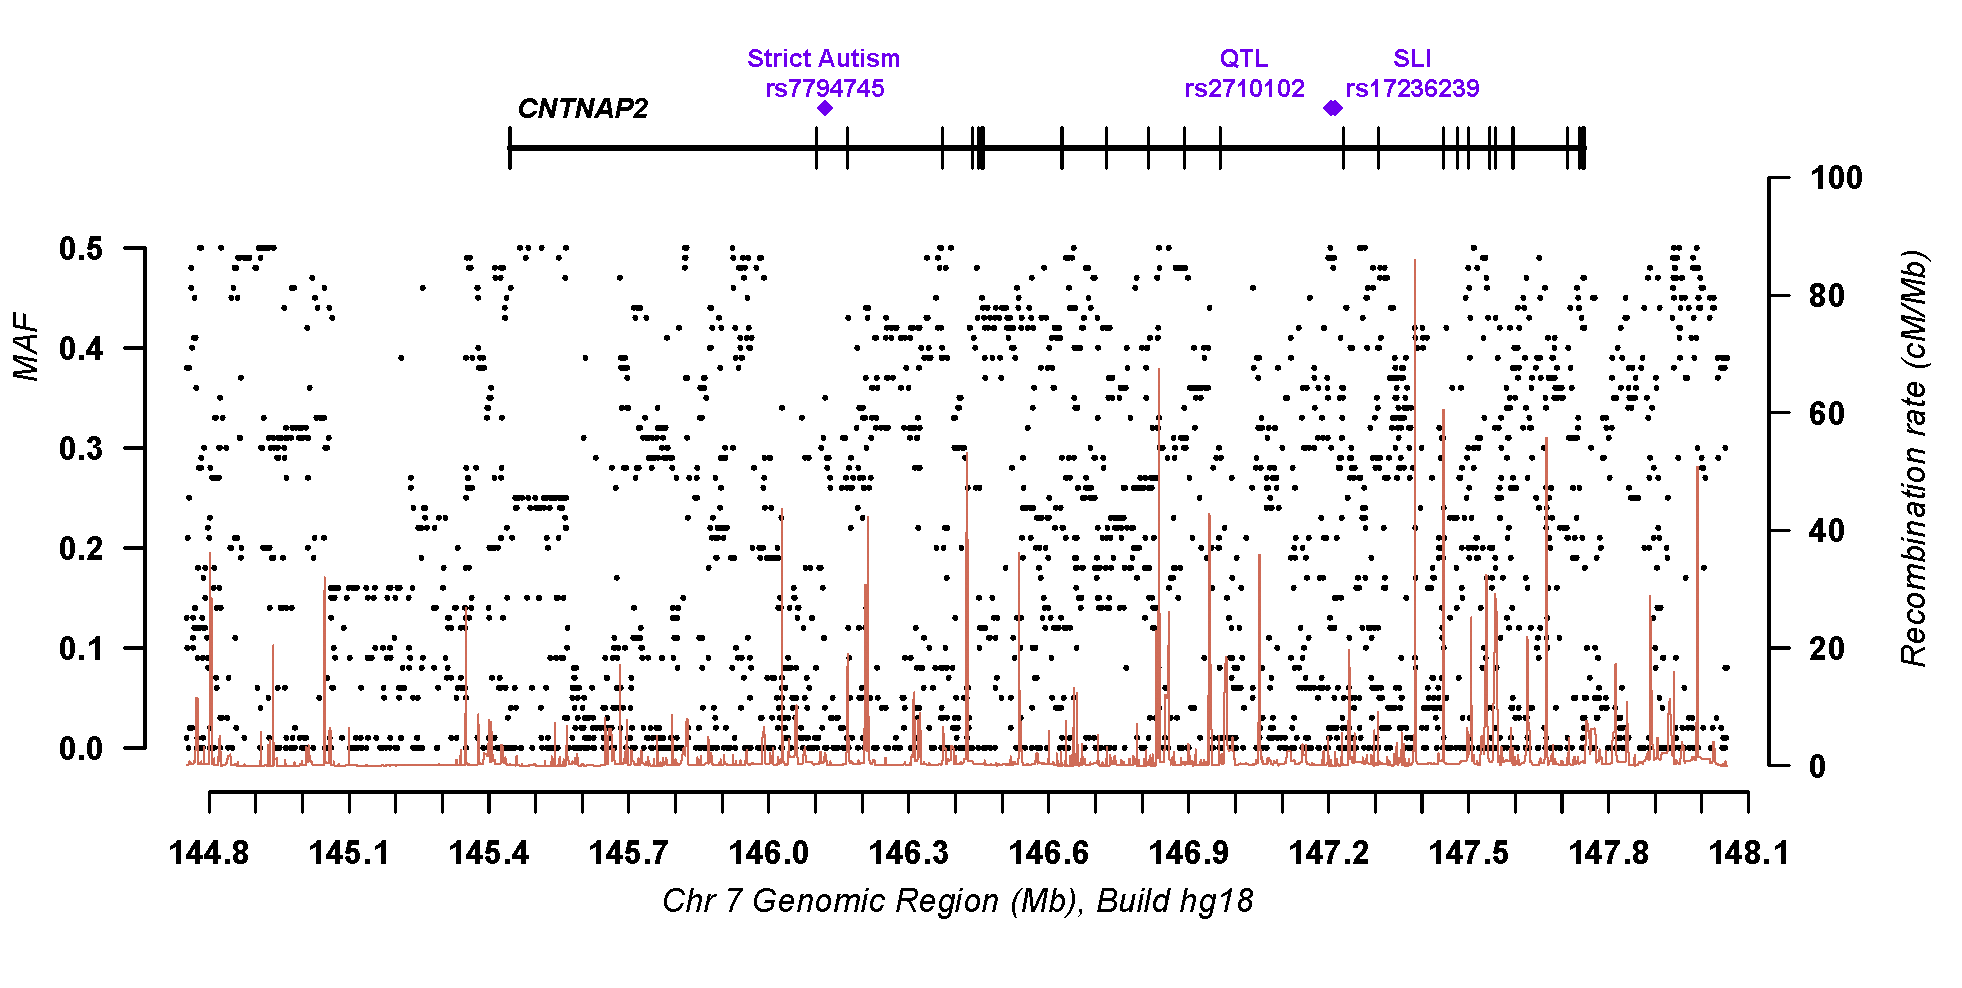 Strict Autism
rs7794745
QTL
rs2710102
SLI
rs17236239
CNTNAP2
MAF
0.5
0.4
0.3
0.2
0.1
0.0
100
80
60
40
20
0
Recombination rate (cM/Mb)
144.8 145.1 145.4 145.7 146.0 146.3 146.6 146.9 147.2 147.5 147.8 148.1
Chr 7 Genomic Region (Mb), Build hg18